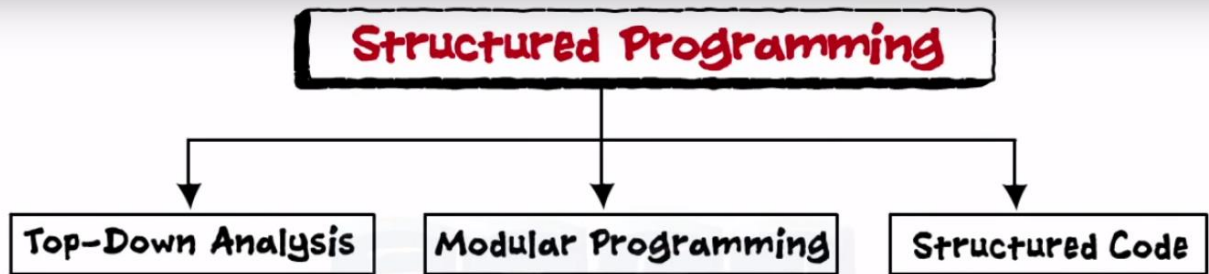 Structured Programming
Top-Down Analysis
Modular Programming
Structured Code